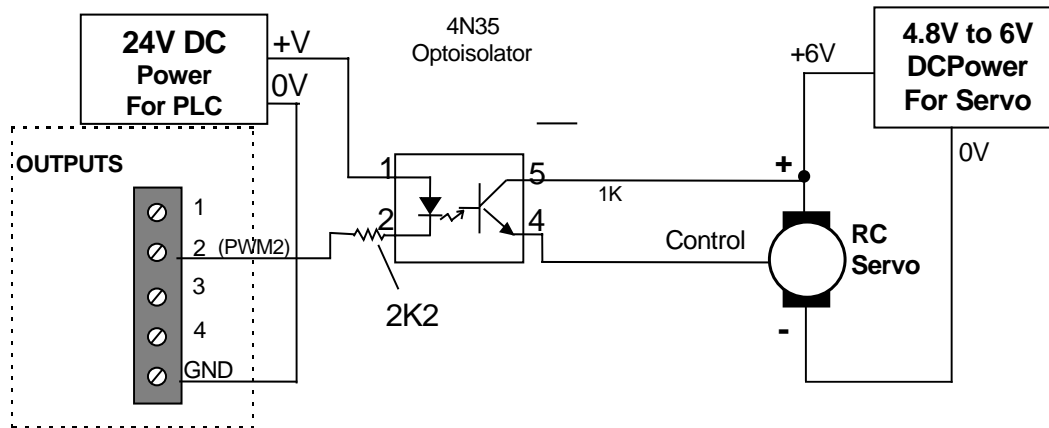 24V DC
Power
For PLC
+V
0V
4N35
Optoisolator
+6V
4.8V to 6V
DCPower
For Servo
0V
OUTPUTS
1
2 (PWM2)
3
4
GND
1
2
5
4
1K
2K2
Control
+
RC
Servo
-